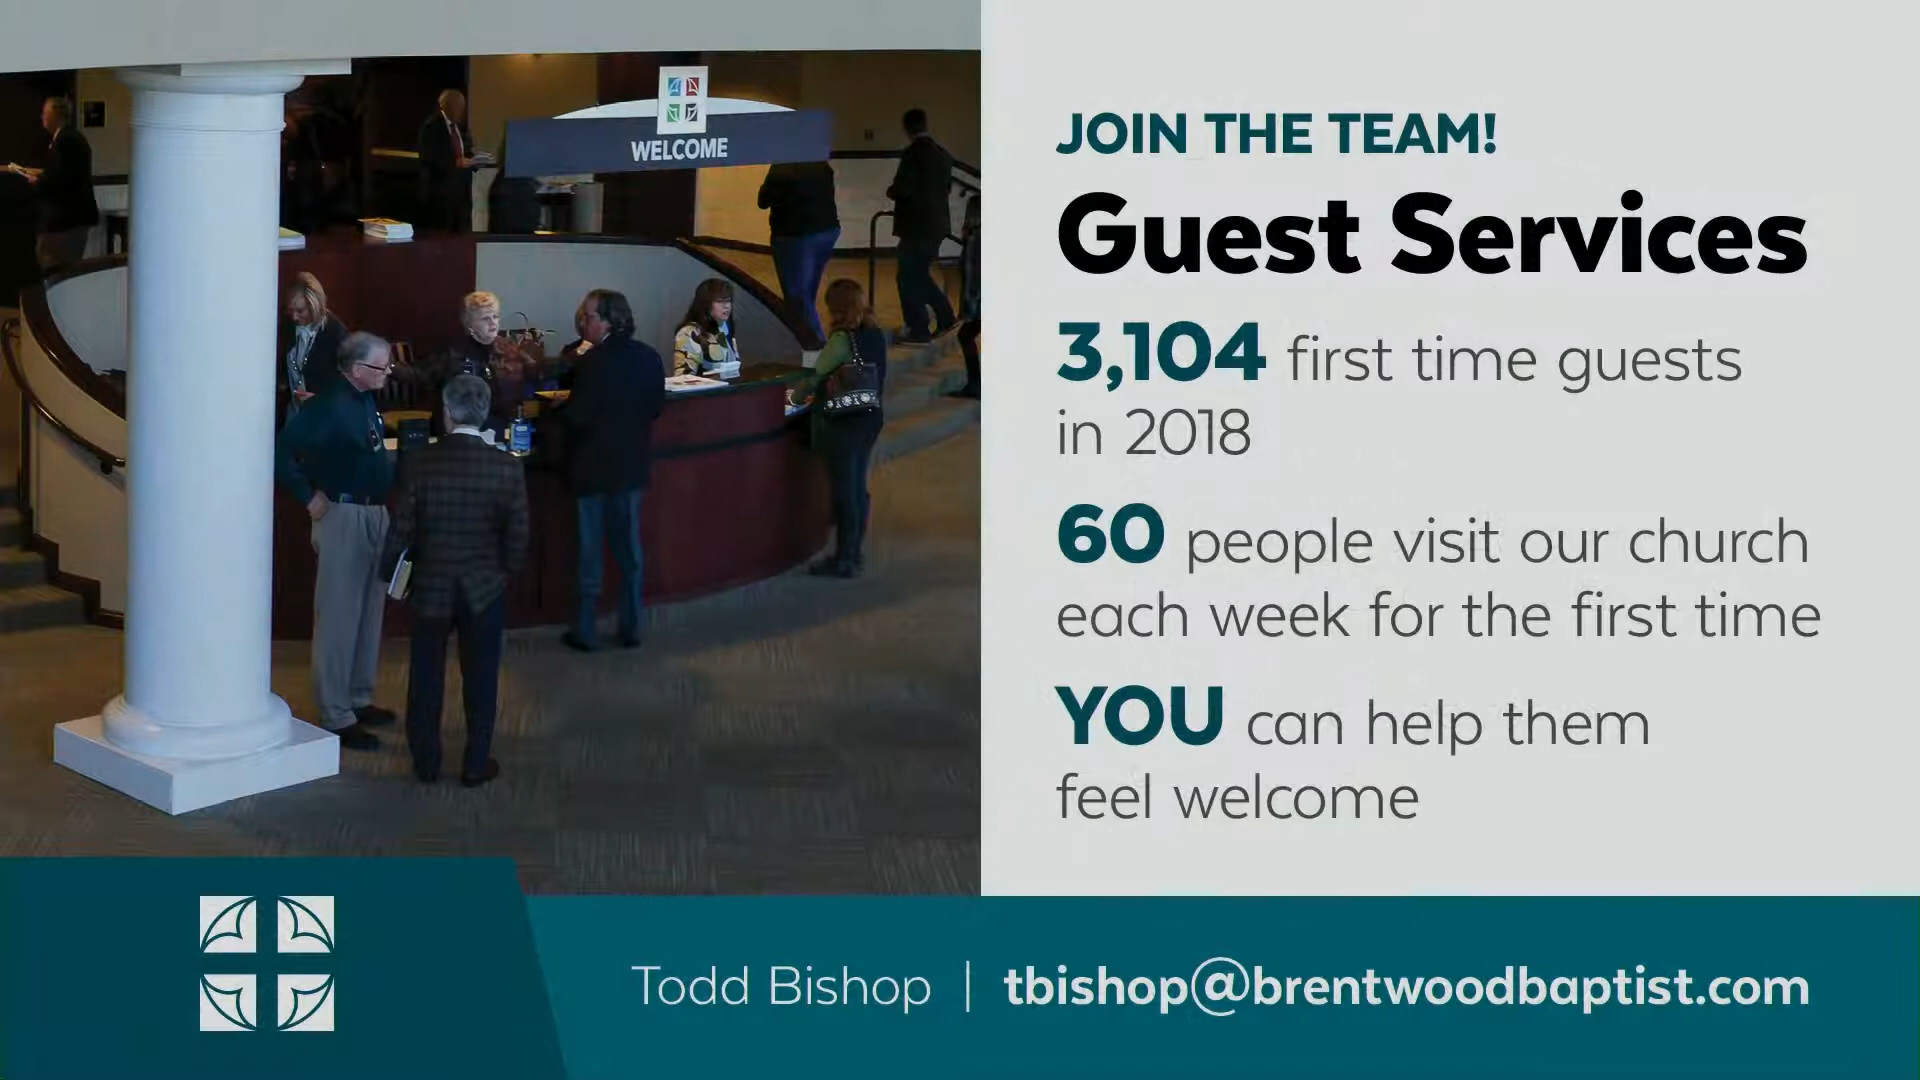 WELCOME
JOIN THE TEAM!
Guest Services
3,104 first time guests
in 2018
60 people visit our church
each week for the first time
YOU can help them
feel welcome
Todd Bishop | tbishop@brentwoodbaptist.com